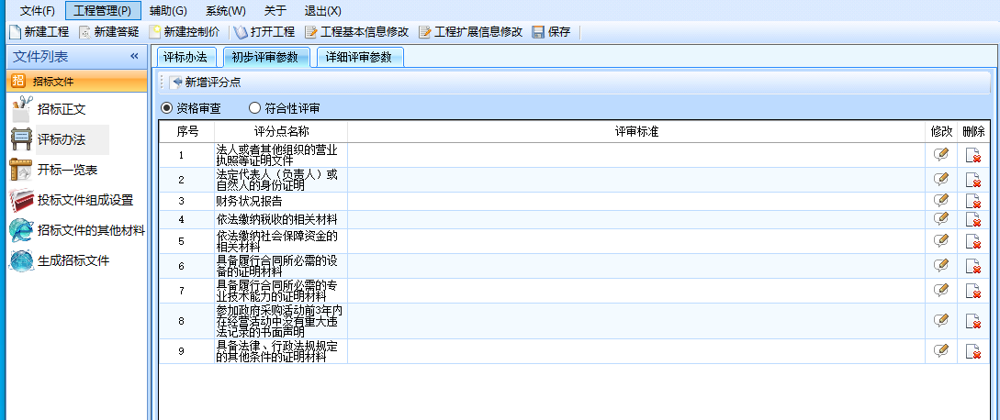 文件(F) 工程管理(P) 辅助(G) 系统(W) 关于 退出(X)
新建工程 新建答疑 新建控制价 打开工程 工程基本信息修改 工程扩展信息修改 保存
文件列表 «
招 招标文件
招标正文
评标办法
开标一览表
投标文件组成设置
招标文件的其他材料
生成招标文件
评标办法 初步评审参数 详细评审参数
新增评分点
资格审查 符合性评审
序号 评分点名称 评审标准 修改 删除
1 法人或者其他组织的营业
执照等证明文件
2 法定代表人（负责人）或
自然人的身份证明
3 财务状况报告
4 依法缴纳税收的相关材料
5 依法缴纳社会保障资金的
相关材料
6 具备履行合同所必需的设
备的证明材料
7 具备履行合同所必需的专
业技术能力的证明材料
8 参加政府采购活动前3年内
在经营活动中没有重大违
法记录的书面声明
9 具备法律、行政法规规定
的其他条件的证明材料